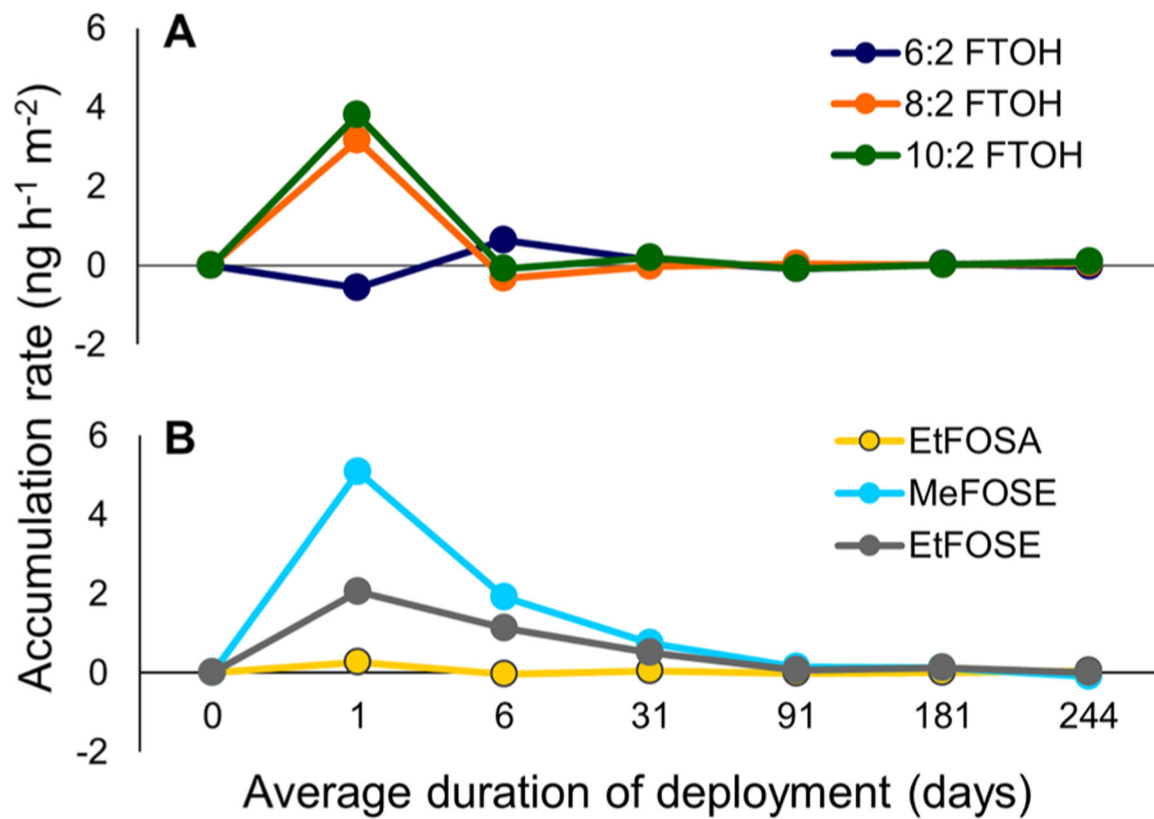 A
6
4
2
0
-2
6:2 FTOH
8:2 FTOH
10:2 FTOH
Accumulation rate (ng h⁻¹ m⁻²)
B
6
4
2
0
-2
EtFOSA
MeFOSE
EtFOSE
0 1 6 31 91 181 244
Average duration of deployment (days)